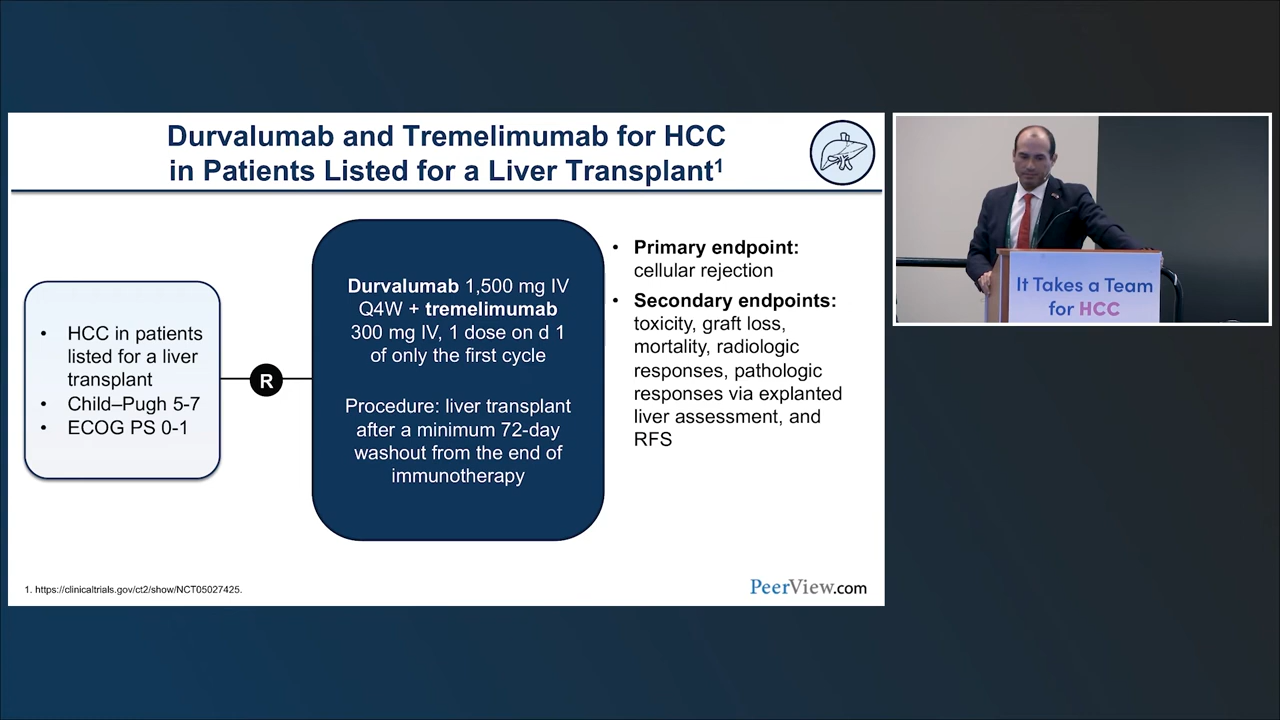 Durvalumab and Tremelimumab for HCC
in Patients Listed for a Liver Transplant1
• HCC in patients
listed for a liver
transplant
• Child–Pugh 5-7
• ECOG PS 0-1
R
Durvalumab 1,500 mg IV
Q4W + tremelimumab
300 mg IV, 1 dose on d 1
of only the first cycle
Procedure: liver transplant
after a minimum 72-day
washout from the end of
immunotherapy
• Primary endpoint:
cellular rejection
• Secondary endpoints:
toxicity, graft loss,
mortality, radiologic
responses, pathologic
responses via explanted
liver assessment, and
RFS
1. https://clinicaltrials.gov/ct2/show/NCT05027425.
PeerView.com
It Takes a Team
for HCC